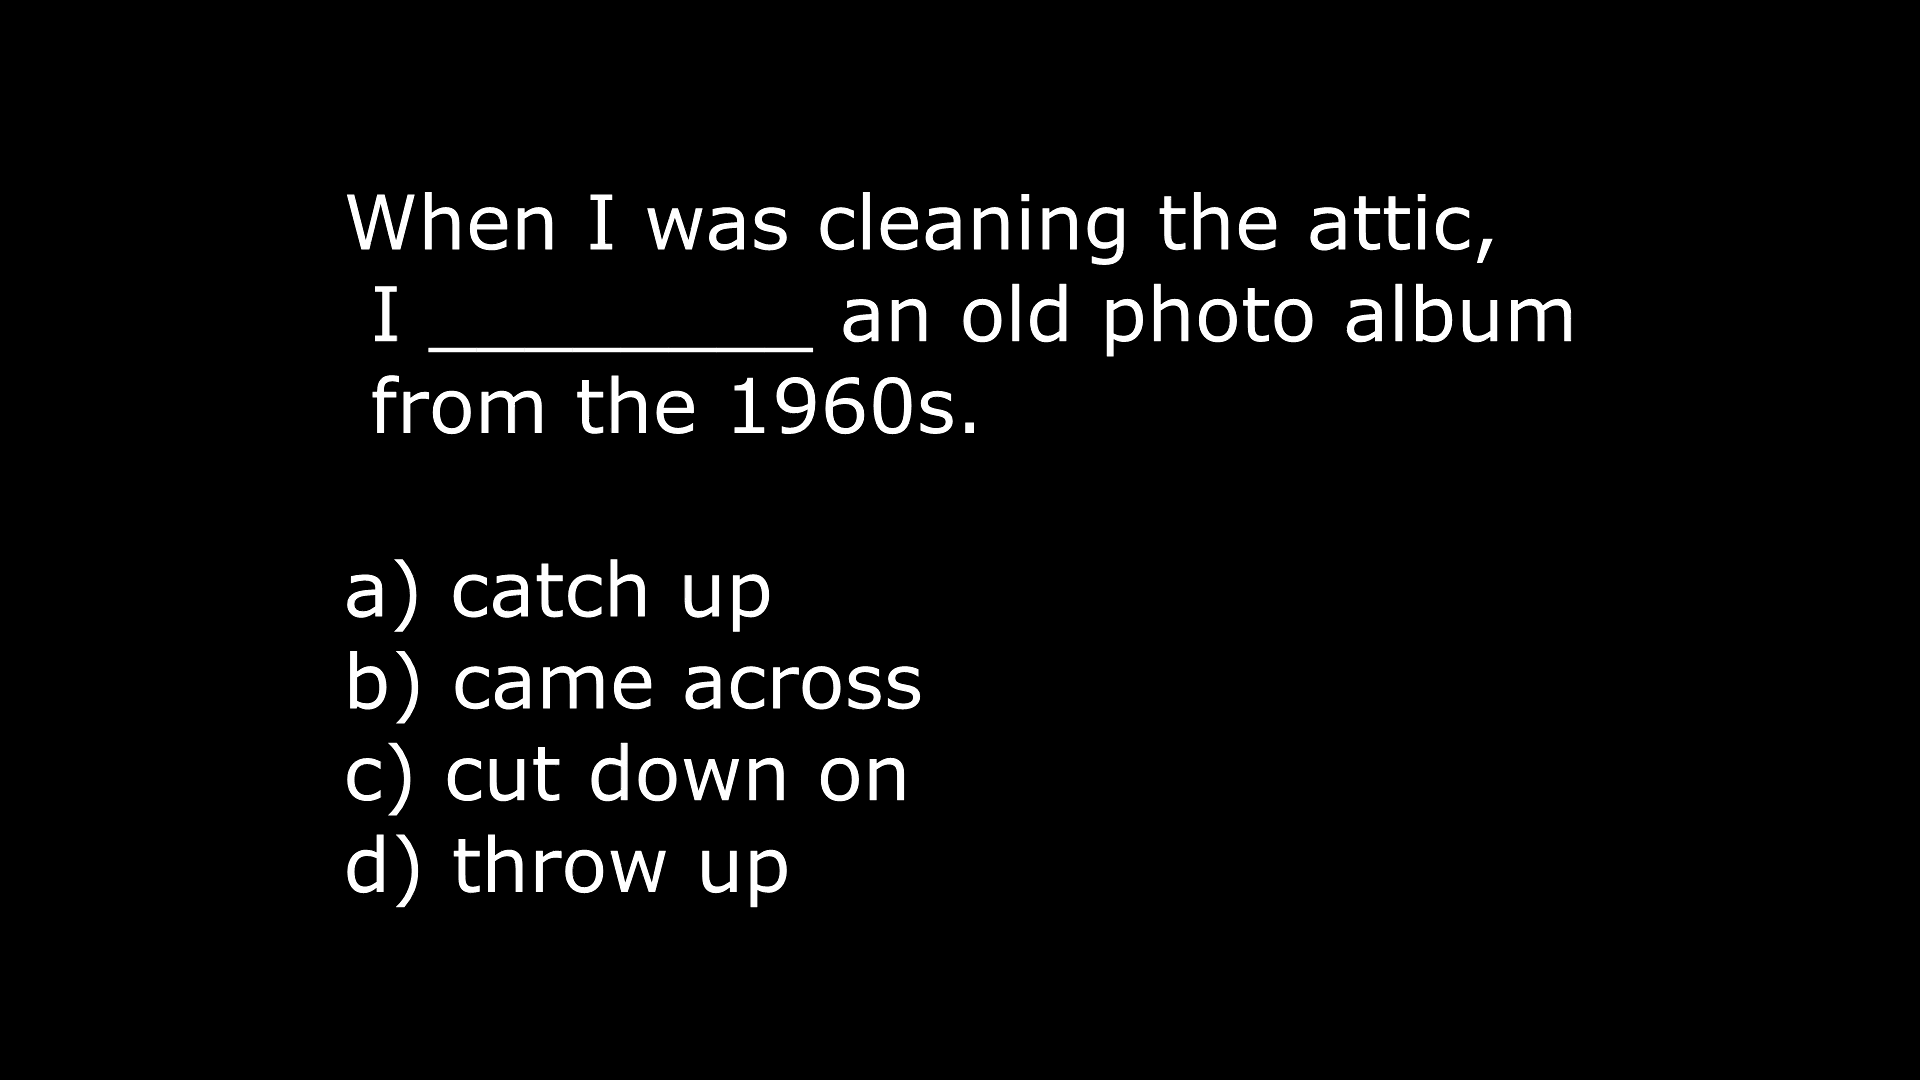 When I was cleaning the attic,
I __________ an old photo album
from the 1960s.
a) catch up
b) came across
c) cut down on
d) throw up